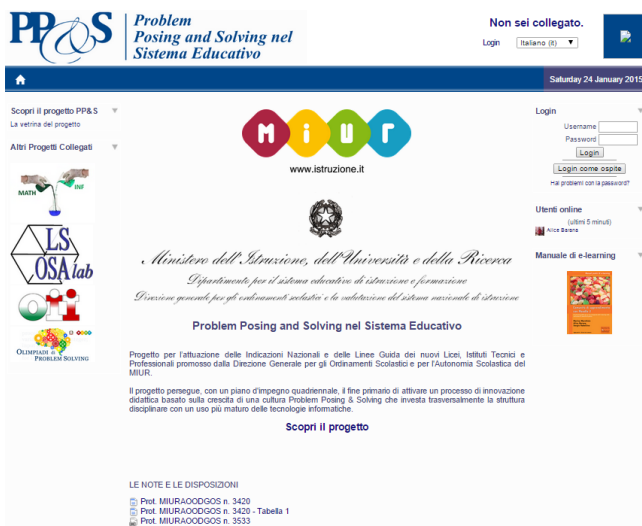 PP&S
Problem
Posing and Solving nel
Sistema Educativo
Non sei collegato.
Login
Italiano (it)
Saturday 24 January 2015
Scopri il progetto PP&S
La vetrina del progetto
Altri Progetti Collegati
MATH
INF
LS
OSA lab
OLIMPIADI di
PROBLEM SOLVING
MIUR
www.istruzione.it
Ministero dell'Istruzione, dell'Università e della Ricerca
Dipartimento per il sistema educativo di istruzione e formazione
Direzione generale per gli ordinamenti scolastici e la valutazione del sistema nazionale di istruzione
Problem Posing and Solving nel Sistema Educativo
Progetto per l'attuazione delle Indicazioni Nazionali e delle Linee Guida dei nuovi Licei, Istituti Tecnici e
Professionali promosso dalla Direzione Generale per gli Ordinamenti Scolastici e per l'Autonomia Scolastica del
MIUR.
Il progetto persegue, con un piano d'impegno quadriennale, il fine primario di attivare un processo di innovazione
didattica basato sulla crescita di una cultura Problem Posing & Solving che investa trasversalmente la struttura
disciplinare con un uso più maturo delle tecnologie informatiche.
Scopri il progetto
LE NOTE E LE DISPOSIZIONI
Prot. MIURAOODGOS n. 3420
Prot. MIURAOODGOS n. 3420 - Tabella 1
Prot. MIURAOODGOS n. 3533
Login
Username
Password
Login
Login come ospite
Hai problemi con la password?
Utenti online
(ultimi 5 minuti)
Alice Barana
Manuale di e-learning